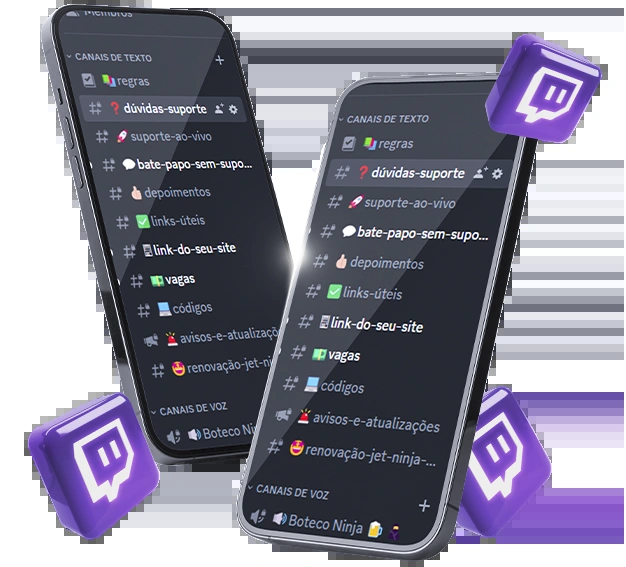 Membros
CANAIS DE TEXTO
regras
dúvidas-suporte
suporte-ao-vivo
bate-papo-sem-supo...
depoimentos
links-úteis
link-do-seu-site
vagas
códigos
avisos-e-atualizaçõ
renovação-jet-nin
CANAIS DE VOZ
Boteco Nin
CANAIS DE TEXTO
regras
dúvidas-suporte
suporte-ao-vivo
bate-papo-sem-supo...
depoimentos
links-úteis
link-do-seu-site
vagas
códigos
avisos-e-atualizações
renovação-jet-ninja-...
CANAIS DE VOZ
Boteco Ninja